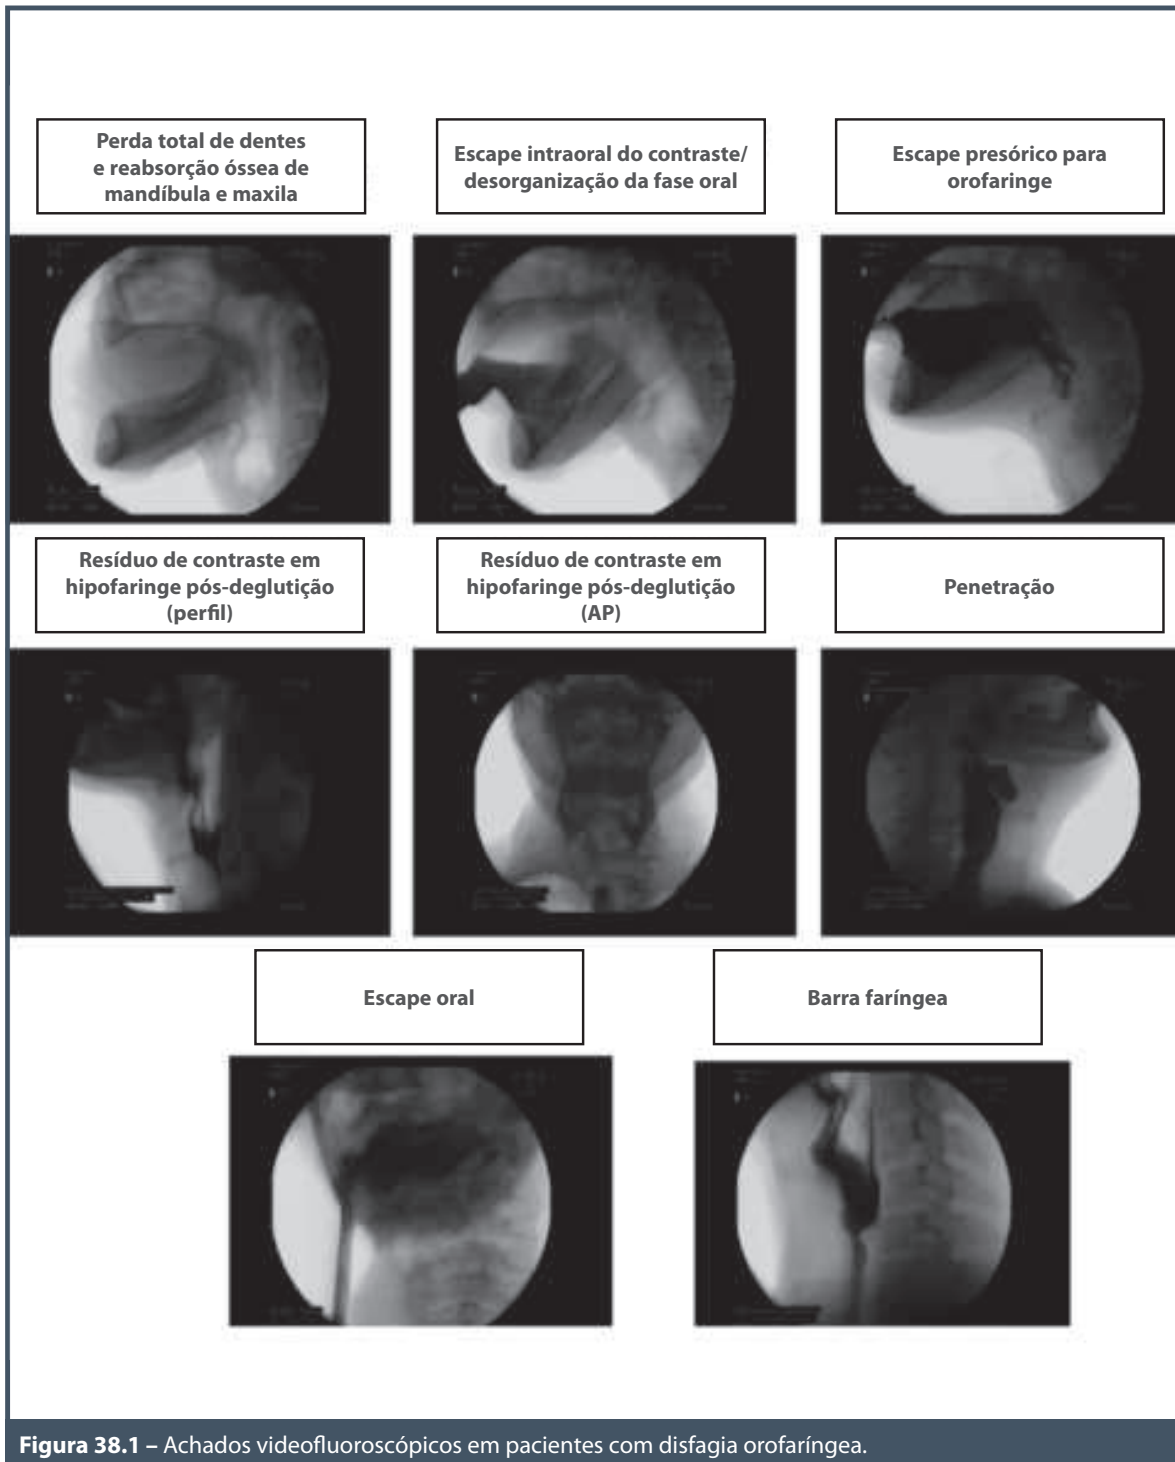 Perda total de dentes
e reabsorção óssea de
mandíbula e maxila
Escape intraoral do contraste/
desorganização da fase oral
Escape presórico para
orofaringe
Resíduo de contraste em
hipofaringe pós-deglutição
(perfil)
Resíduo de contraste em
hipofaringe pós-deglutição
(AP)
Penetração
Escape oral
Barra faríngea
Figura 38.1 – Achados videofluoroscópicos em pacientes com disfagia orofaríngea.